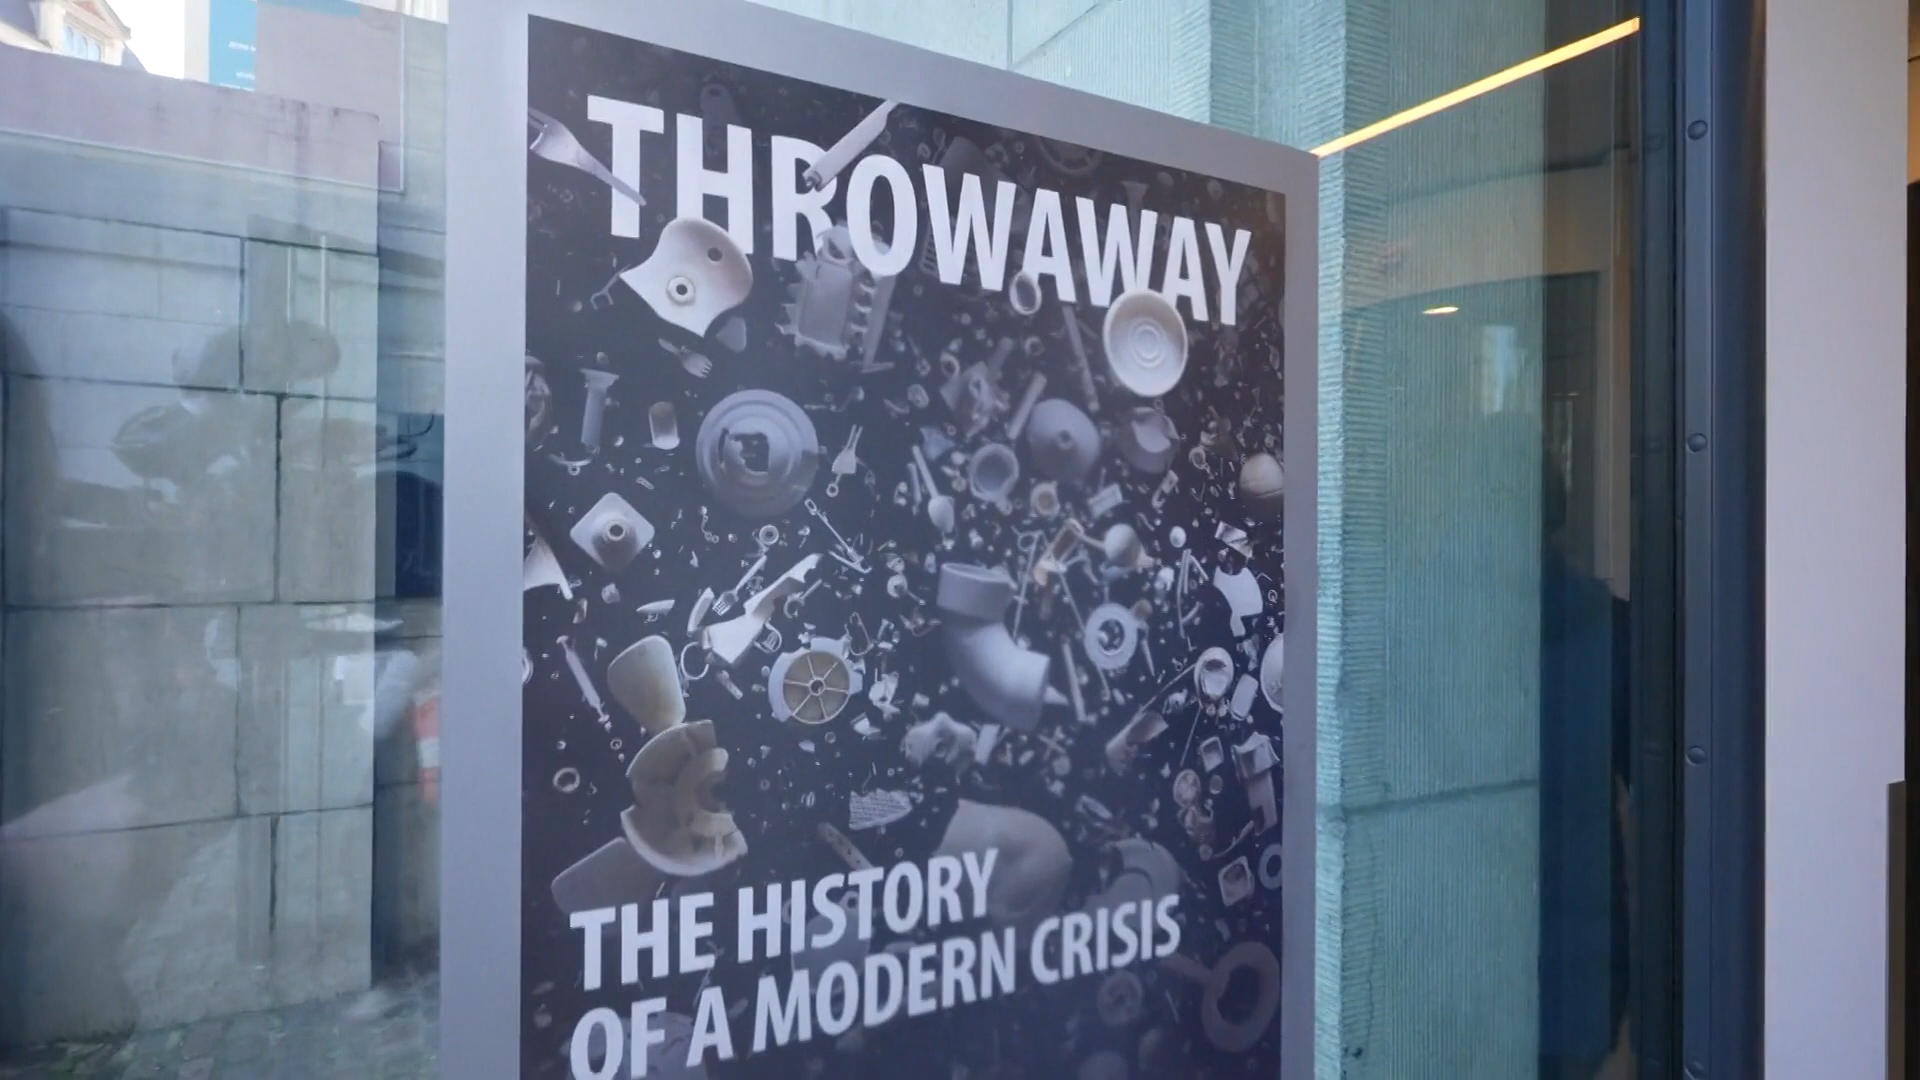 THROWAWAY
THE HISTORY
OF A MODERN CRISIS